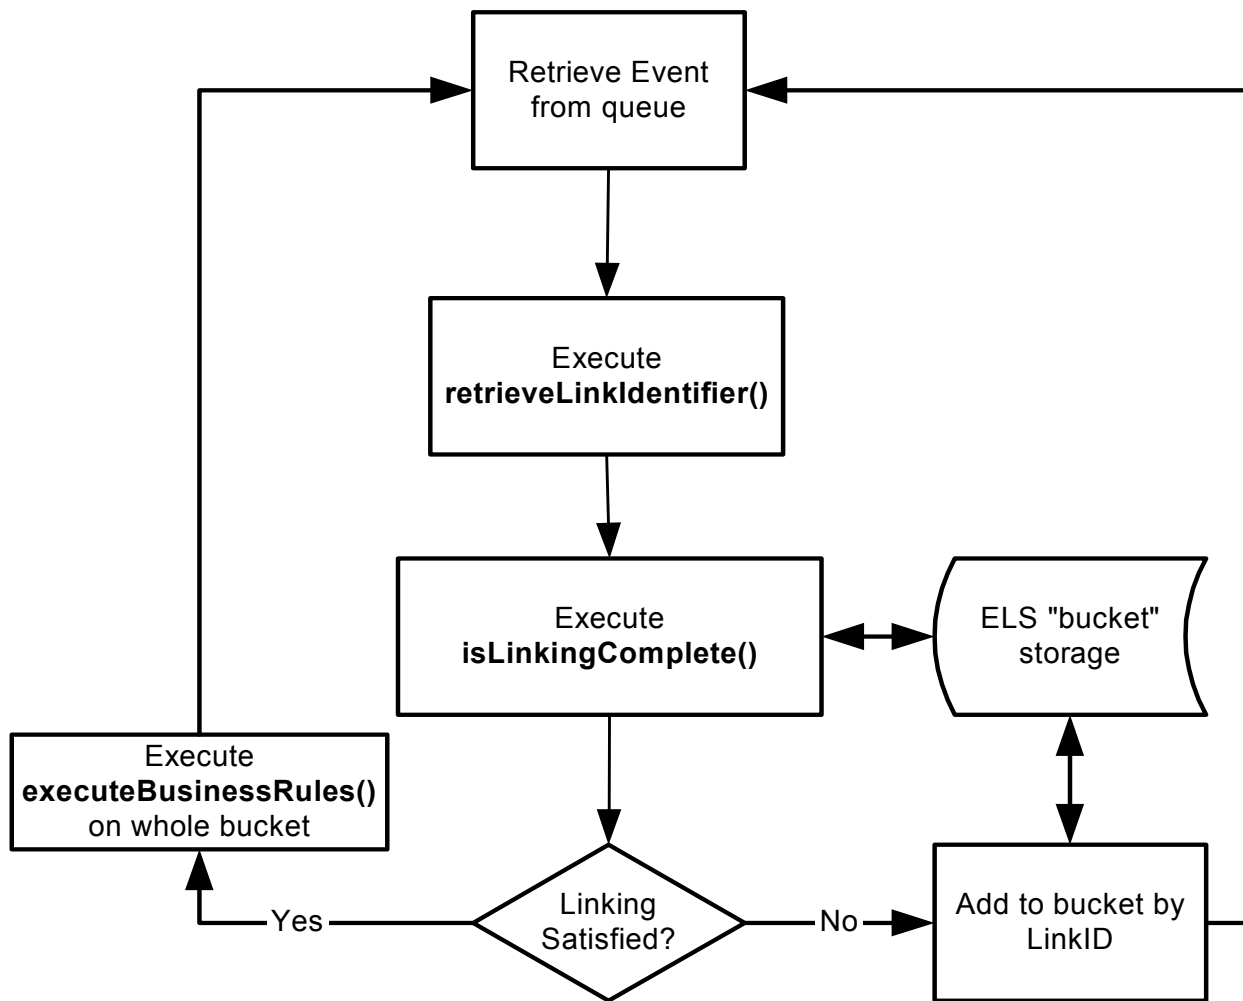 Retrieve Event
from queue
Execute
retrieveLinkIdentifier()
Execute
isLinkingComplete()
ELS "bucket"
storage
Execute
executeBusinessRules()
on whole bucket
Linking
Satisfied?
Yes
No
Add to bucket by
LinkID